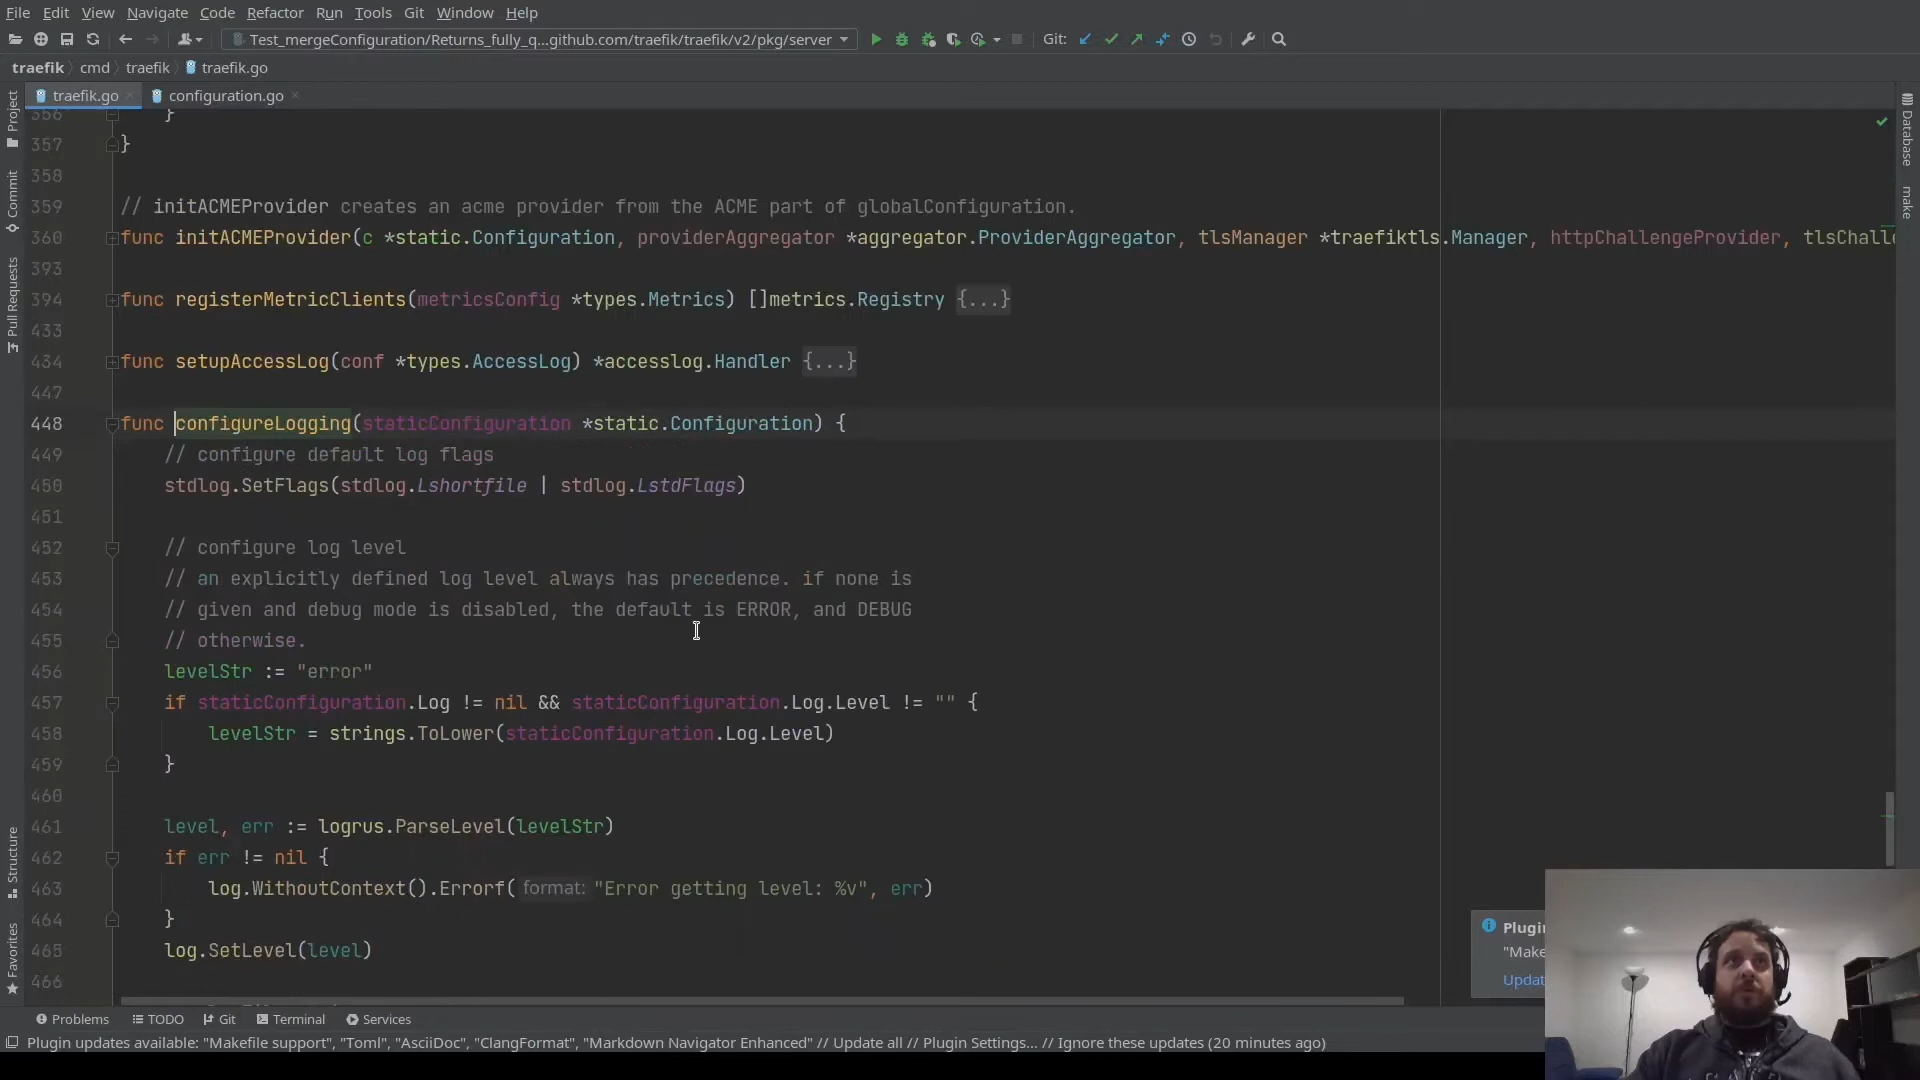 File Edit View Navigate Code Refactor Run Tools Git Window Help
Test_mergeConfiguration/Returns_fully_q...github.com/traefik/traefik/v2/pkg/server Git:
traefik cmd traefik traefik.go
traefik.go configuration.go
Project
Commit
Pull Requests
Structure
Favorites
Database
make
356 }
357 }
358
359 // initACMEProvider creates an acme provider from the ACME part of globalConfiguration.
360 func initACMEProvider(c *static.Configuration, providerAggregator *aggregator.ProviderAggregator, tlsManager *traefiktls.Manager, httpChallengeProvider, tlsChalle
393
394 func registerMetricClients(metricsConfig *types.Metrics) []metrics.Registry {...}
433
434 func setupAccessLog(conf *types.AccessLog) *accesslog.Handler {...}
447
448 func configureLogging(staticConfiguration *static.Configuration) {
449 // configure default log flags
450 stdlog.SetFlags(stdlog.Lshortfile | stdlog.LstdFlags)
451
452 // configure log level
453 // an explicitly defined log level always has precedence. if none is
454 // given and debug mode is disabled, the default is ERROR, and DEBUG
455 // otherwise.
456 levelStr := "error"
457 if staticConfiguration.Log != nil && staticConfiguration.Log.Level != "" {
458 levelStr = strings.ToLower(staticConfiguration.Log.Level)
459 }
460
461 level, err := logrus.ParseLevel(levelStr)
462 if err != nil {
463 log.WithoutContext().Errorf( format: "Error getting level: %v", err)
464 }
465 log.SetLevel(level)
466
Plugin
"Make
Updat
Problems TODO Git Terminal Services
Plugin updates available: "Makefile support", "Toml", "AsciiDoc", "ClangFormat", "Markdown Navigator Enhanced" // Update all // Plugin Settings... // Ignore these updates (20 minutes ago)